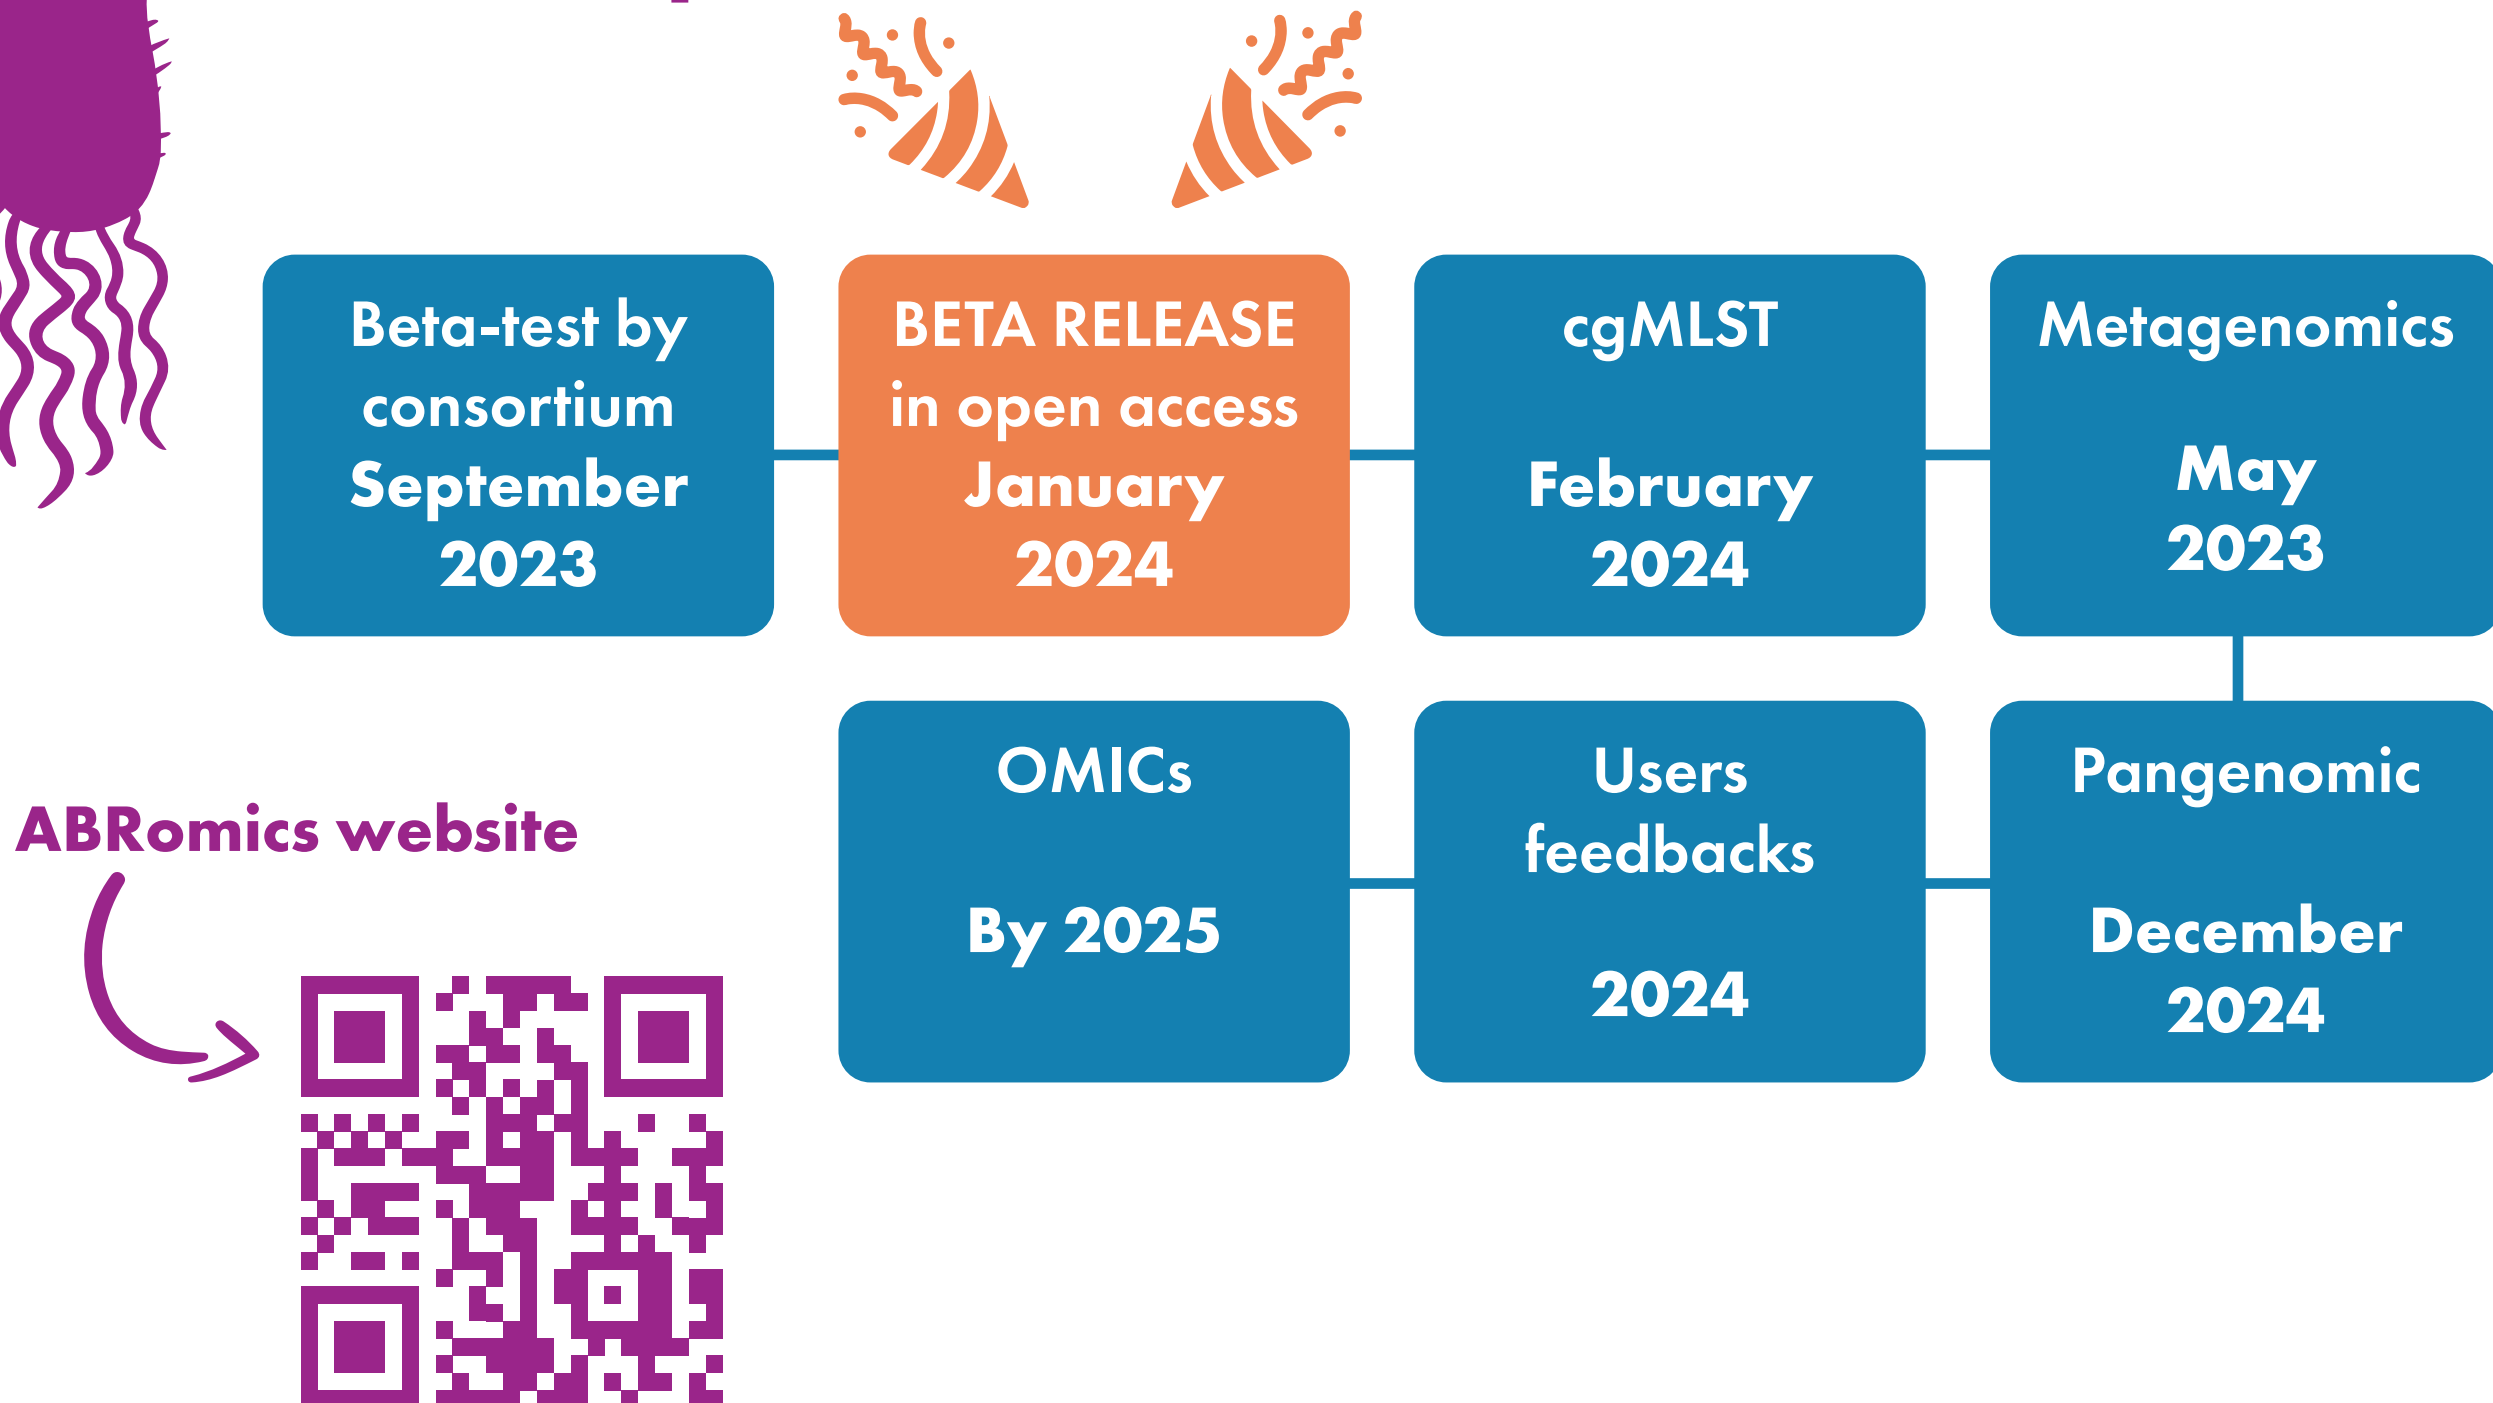 Beta-test by
consortium
September
2023
BETA RELEASE
in open access
January
2024
cgMLST
February
2024
Metagenomics
May
2023
Pangenomic
December
2024
Users
feedbacks
2024
OMICs
By 2025
ABRomics website